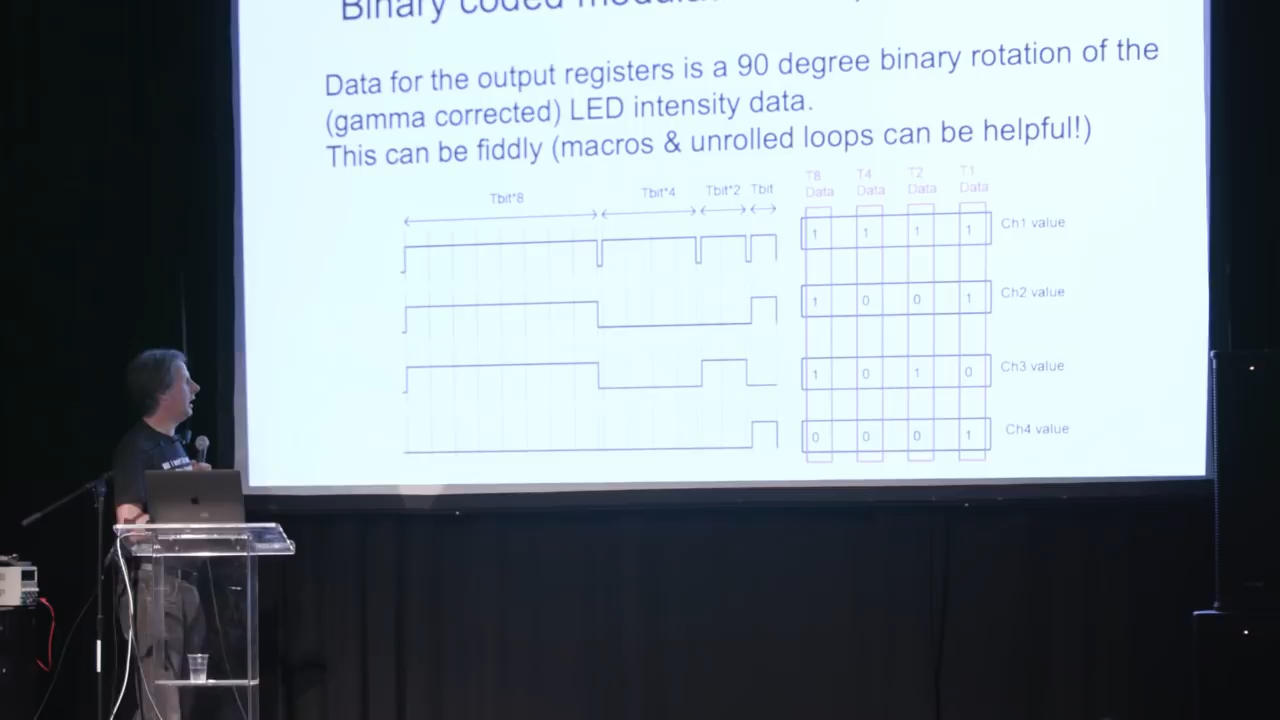 Binary coded
Data for the output registers is a 90 degree binary rotation of the
(gamma corrected) LED intensity data.
This can be fiddly (macros & unrolled loops can be helpful!)
Tbit*8 Tbit*4 Tbit*2 Tbit
T8 T4 T2 T1
Data Data Data Data
1 1 1 1 Ch1 value
1 0 0 1 Ch2 value
1 0 1 0 Ch3 value
0 0 0 1 Ch4 value